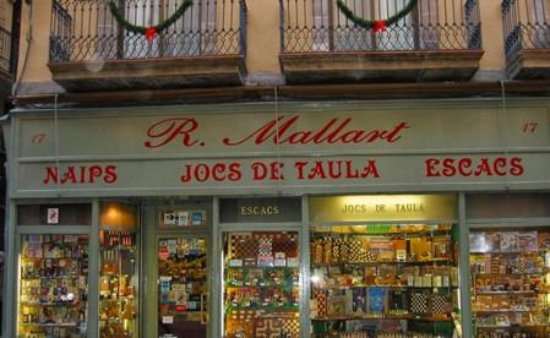 17 R. Mallart 17
NAIPS JOCS DE TAULA ESCACS
ESCACS JOCS DE TAULA